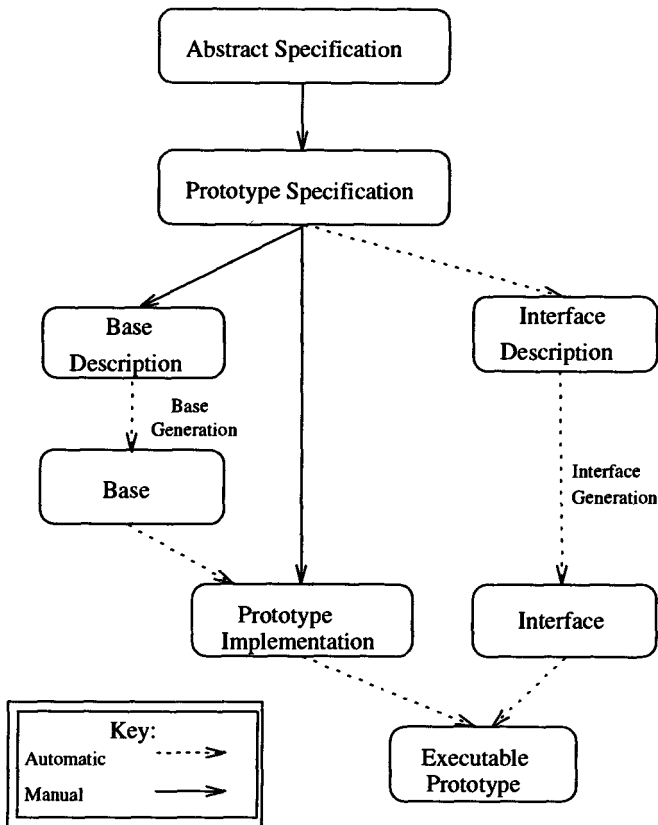 Abstract Specification
Prototype Specification
Base
Description
Interface
Description
Base
Generation
Base
Interface
Generation
Prototype
Implementation
Interface
Key:
Automatic
Manual
Executable
Prototype